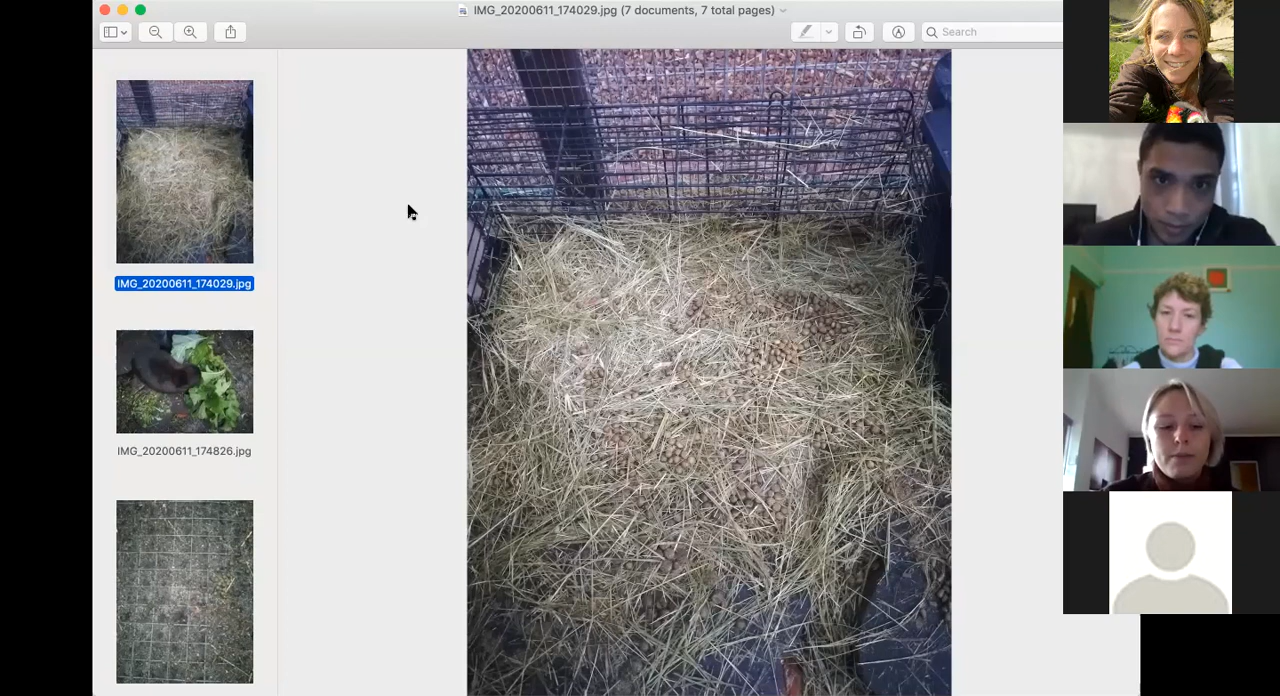 IMG_20200611_174029.jpg (7 documents, 7 total pages)
Search
IMG_20200611_174029.jpg
IMG_20200611_174826.jpg